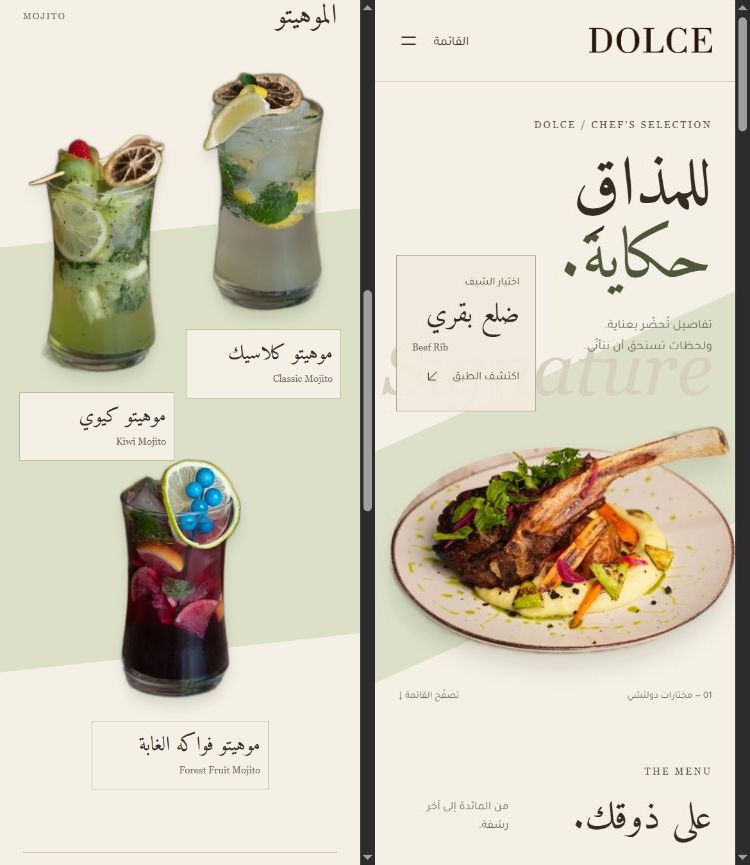 الموهيتو
MOJITO
موهيتو كلاسيك
Classic Mojito
موهيتو كيوي
Kiwi Mojito
موهيتو فواكه الغابة
Forest Fruit Mojito
DOLCE
القائمة
DOLCE / CHEF'S SELECTION
للمذاق
حكاية.
تفاصيل تُحضَّر بعناية.
ولحظات تستحق أن نتأنّى.
Signature
اختيار الشيف
ضلع بقري
Beef Rib
اكتشف الطبق ↙
01 — مختارات دولتشي
تصفّح القائمة ↓
THE MENU
على ذوقك.
من المائدة إلى آخر
رشفة.